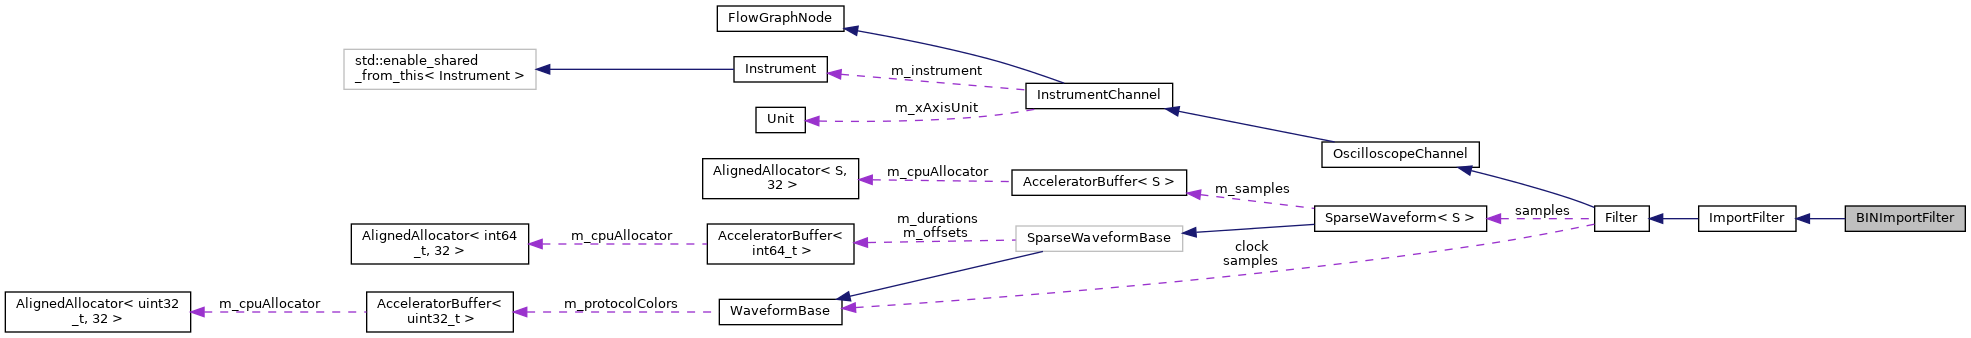 FlowGraphNode
std::enable_shared
_from_this< Instrument >
Instrument
m_instrument
InstrumentChannel
m_xAxisUnit
Unit
OscilloscopeChannel
AlignedAllocator< S,
32 >
m_cpuAllocator
AcceleratorBuffer< S >
m_samples
SparseWaveform< S >
samples
Filter
ImportFilter
BINImportFilter
AlignedAllocator< int64
_t, 32 >
m_cpuAllocator
AcceleratorBuffer<
int64_t >
m_durations
m_offsets
SparseWaveformBase
clock
samples
AlignedAllocator< uint32
_t, 32 >
m_cpuAllocator
AcceleratorBuffer<
uint32_t >
m_protocolColors
WaveformBase